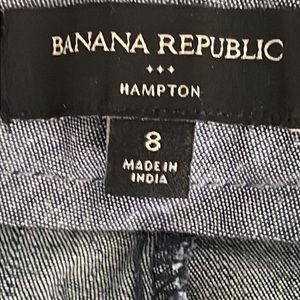 BANANA REPUBLIC
HAMPTON
8
MADE IN
INDIA